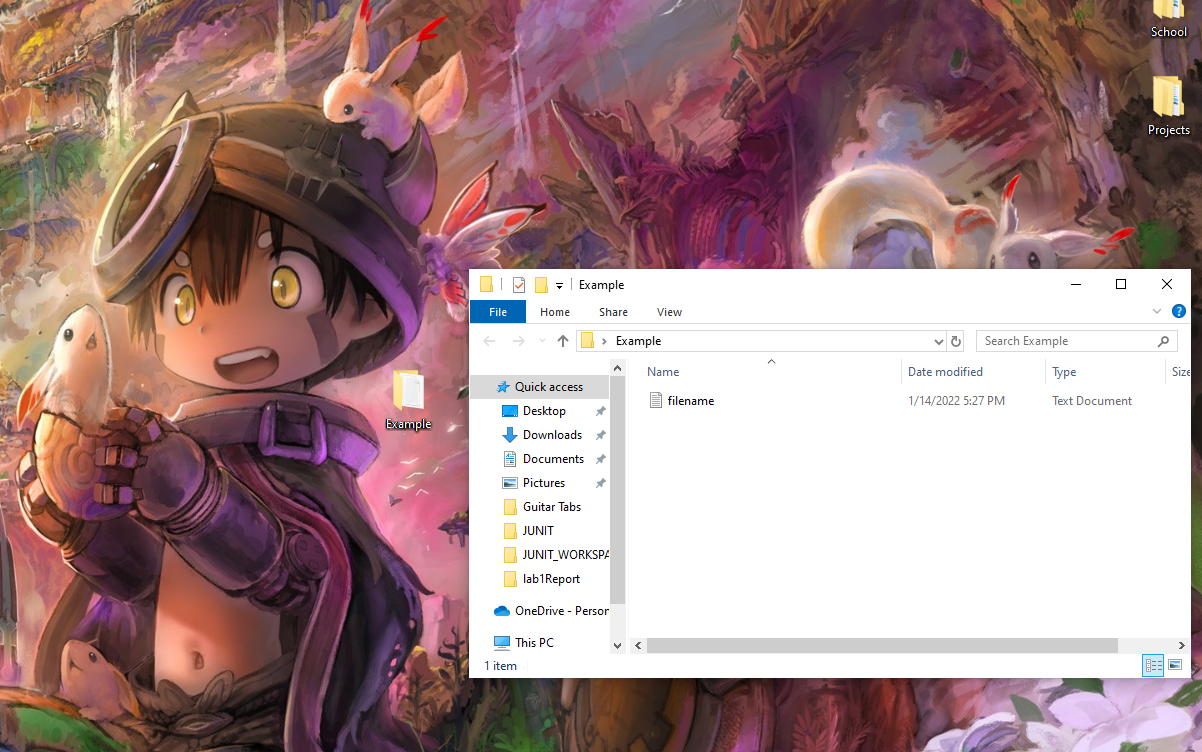 School
Projects
Example
Example
File Home Share View
Example
Search Example
Name Date modified Type Size
filename 1/14/2022 5:27 PM Text Document
Quick access
Desktop
Downloads
Documents
Pictures
Guitar Tabs
JUNIT
JUNIT_WORKSPA
lab1Report
OneDrive - Person
This PC
1 item